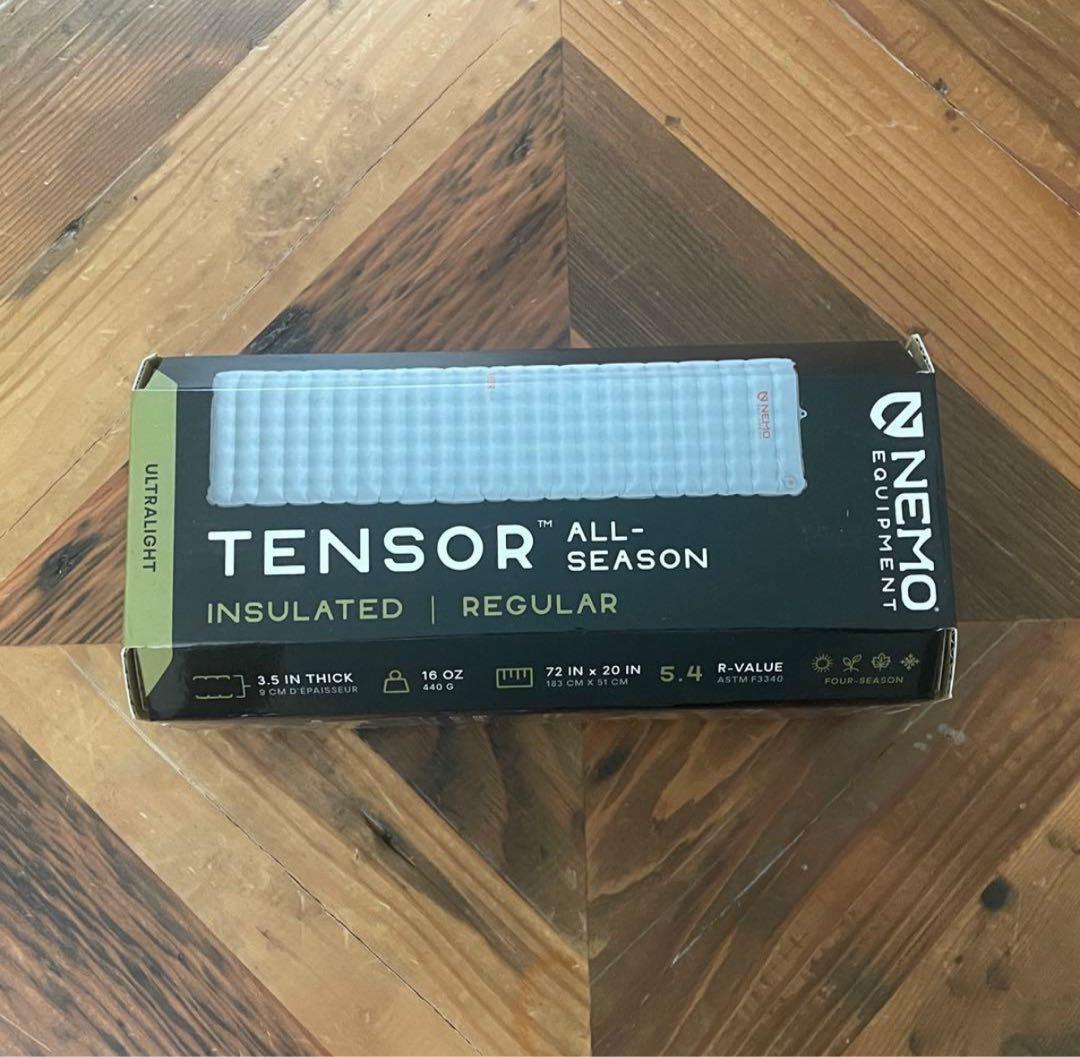 ULTRALIGHT
NEMO
NEMO
EQUIPMENT
TENSOR™ ALL-
SEASON
INSULATED | REGULAR
3.5 IN THICK
9 CM D'ÉPAISSEUR
16 OZ
440 G
72 IN x 20 IN
183 CM X 51 CM
5.4 R-VALUE
ASTM F3340
FOUR-SEASON